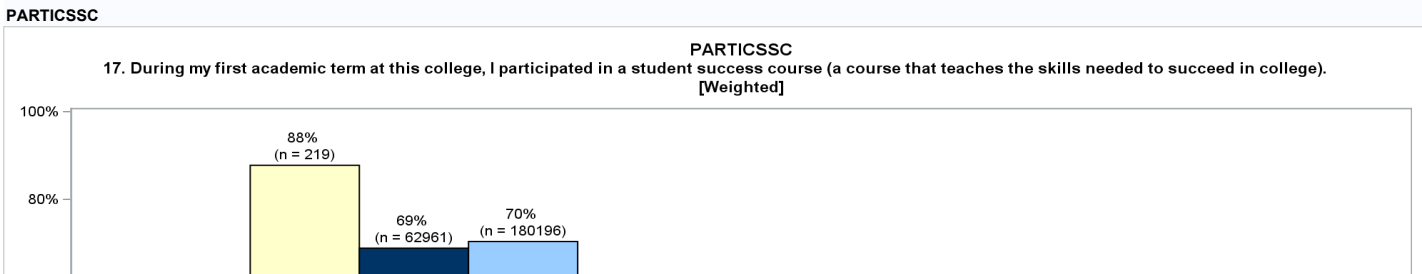 PARTICSSC
PARTICSSC
17. During my first academic term at this college, I participated in a student success course (a course that teaches the skills needed to succeed in college).
[Weighted]
100%
88%
(n = 219)
80%
69%
(n = 62961)
70%
(n = 180196)